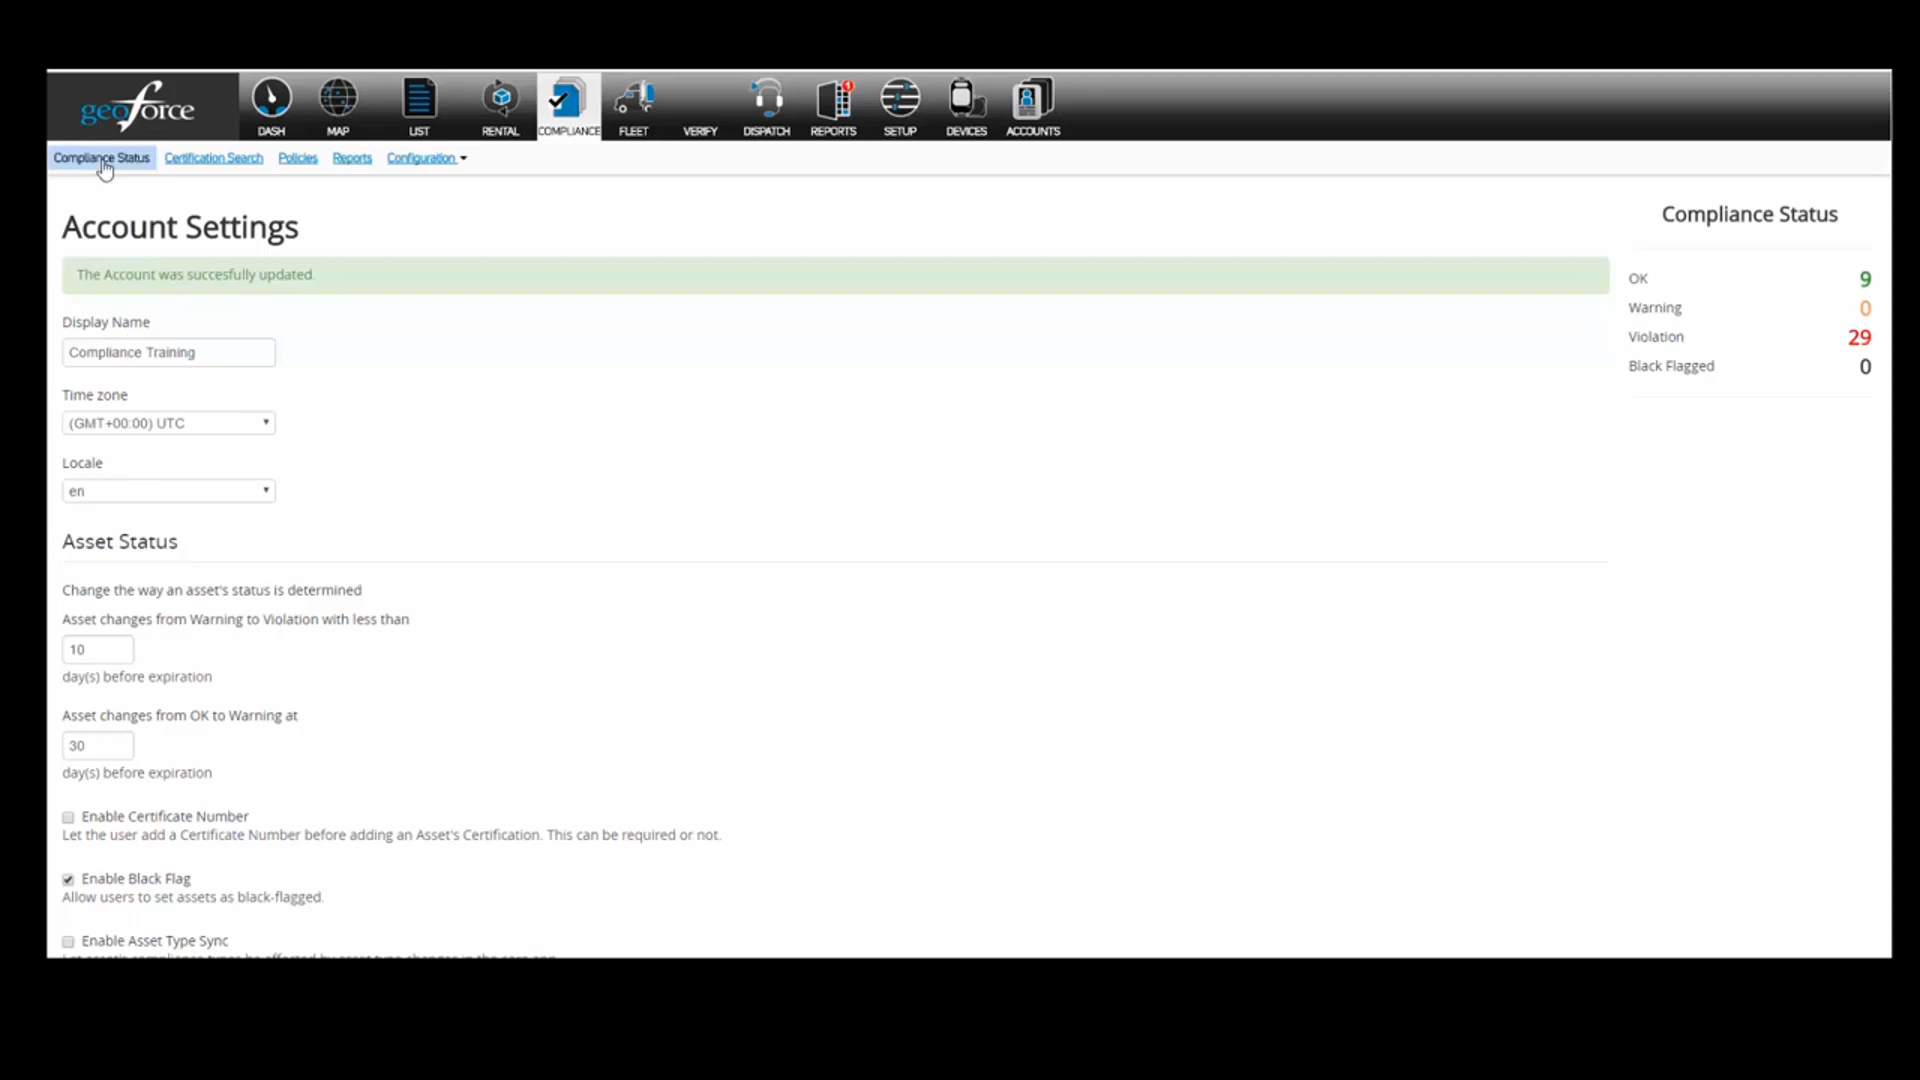 geoforce
DASH
MAP
LIST
RENTAL
COMPLIANCE
FLEET
VERIFY
DISPATCH
REPORTS
SETUP
DEVICES
ACCOUNTS
Compliance Status
Certification Search
Policies
Reports
Configuration
Account Settings
The Account was succesfully updated.
Display Name
Compliance Training
Time zone
(GMT+00:00) UTC
Locale
en
Asset Status
Change the way an asset's status is determined
Asset changes from Warning to Violation with less than
10
day(s) before expiration
Asset changes from OK to Warning at
30
day(s) before expiration
Enable Certificate Number
Let the user add a Certificate Number before adding an Asset's Certification. This can be required or not.
Enable Black Flag
Allow users to set assets as black-flagged.
Enable Asset Type Sync
Compliance Status
OK 9
Warning 0
Violation 29
Black Flagged 0